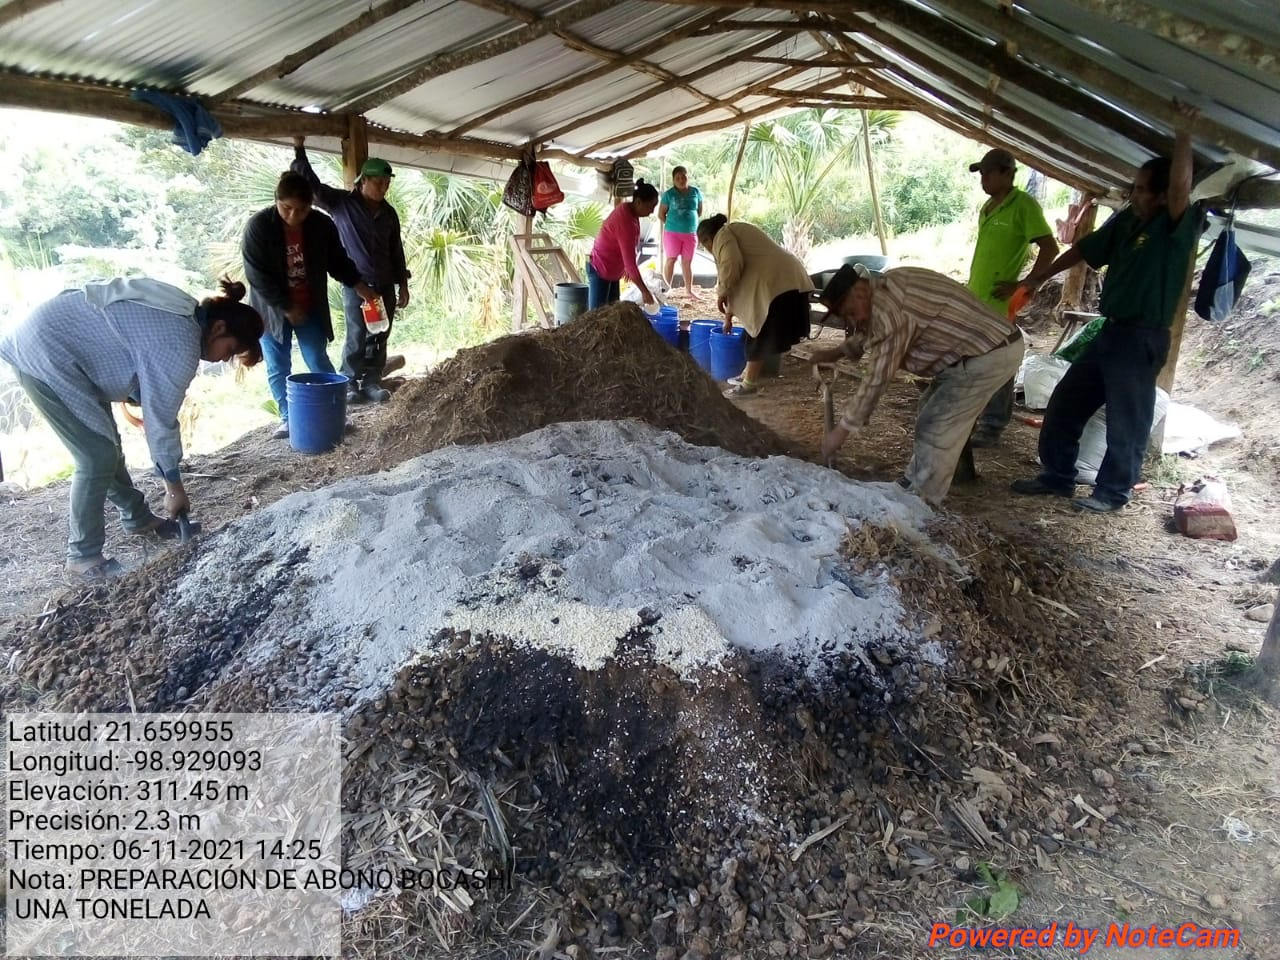 Latitud: 21.659955
Longitud: -98.929093
Elevación: 311.45 m
Precisión: 2.3 m
Tiempo: 06-11-2021 14:25
Nota: PREPARACIÓN DE ABONO BOCASHI
UNA TONELADA
Powered by NoteCam